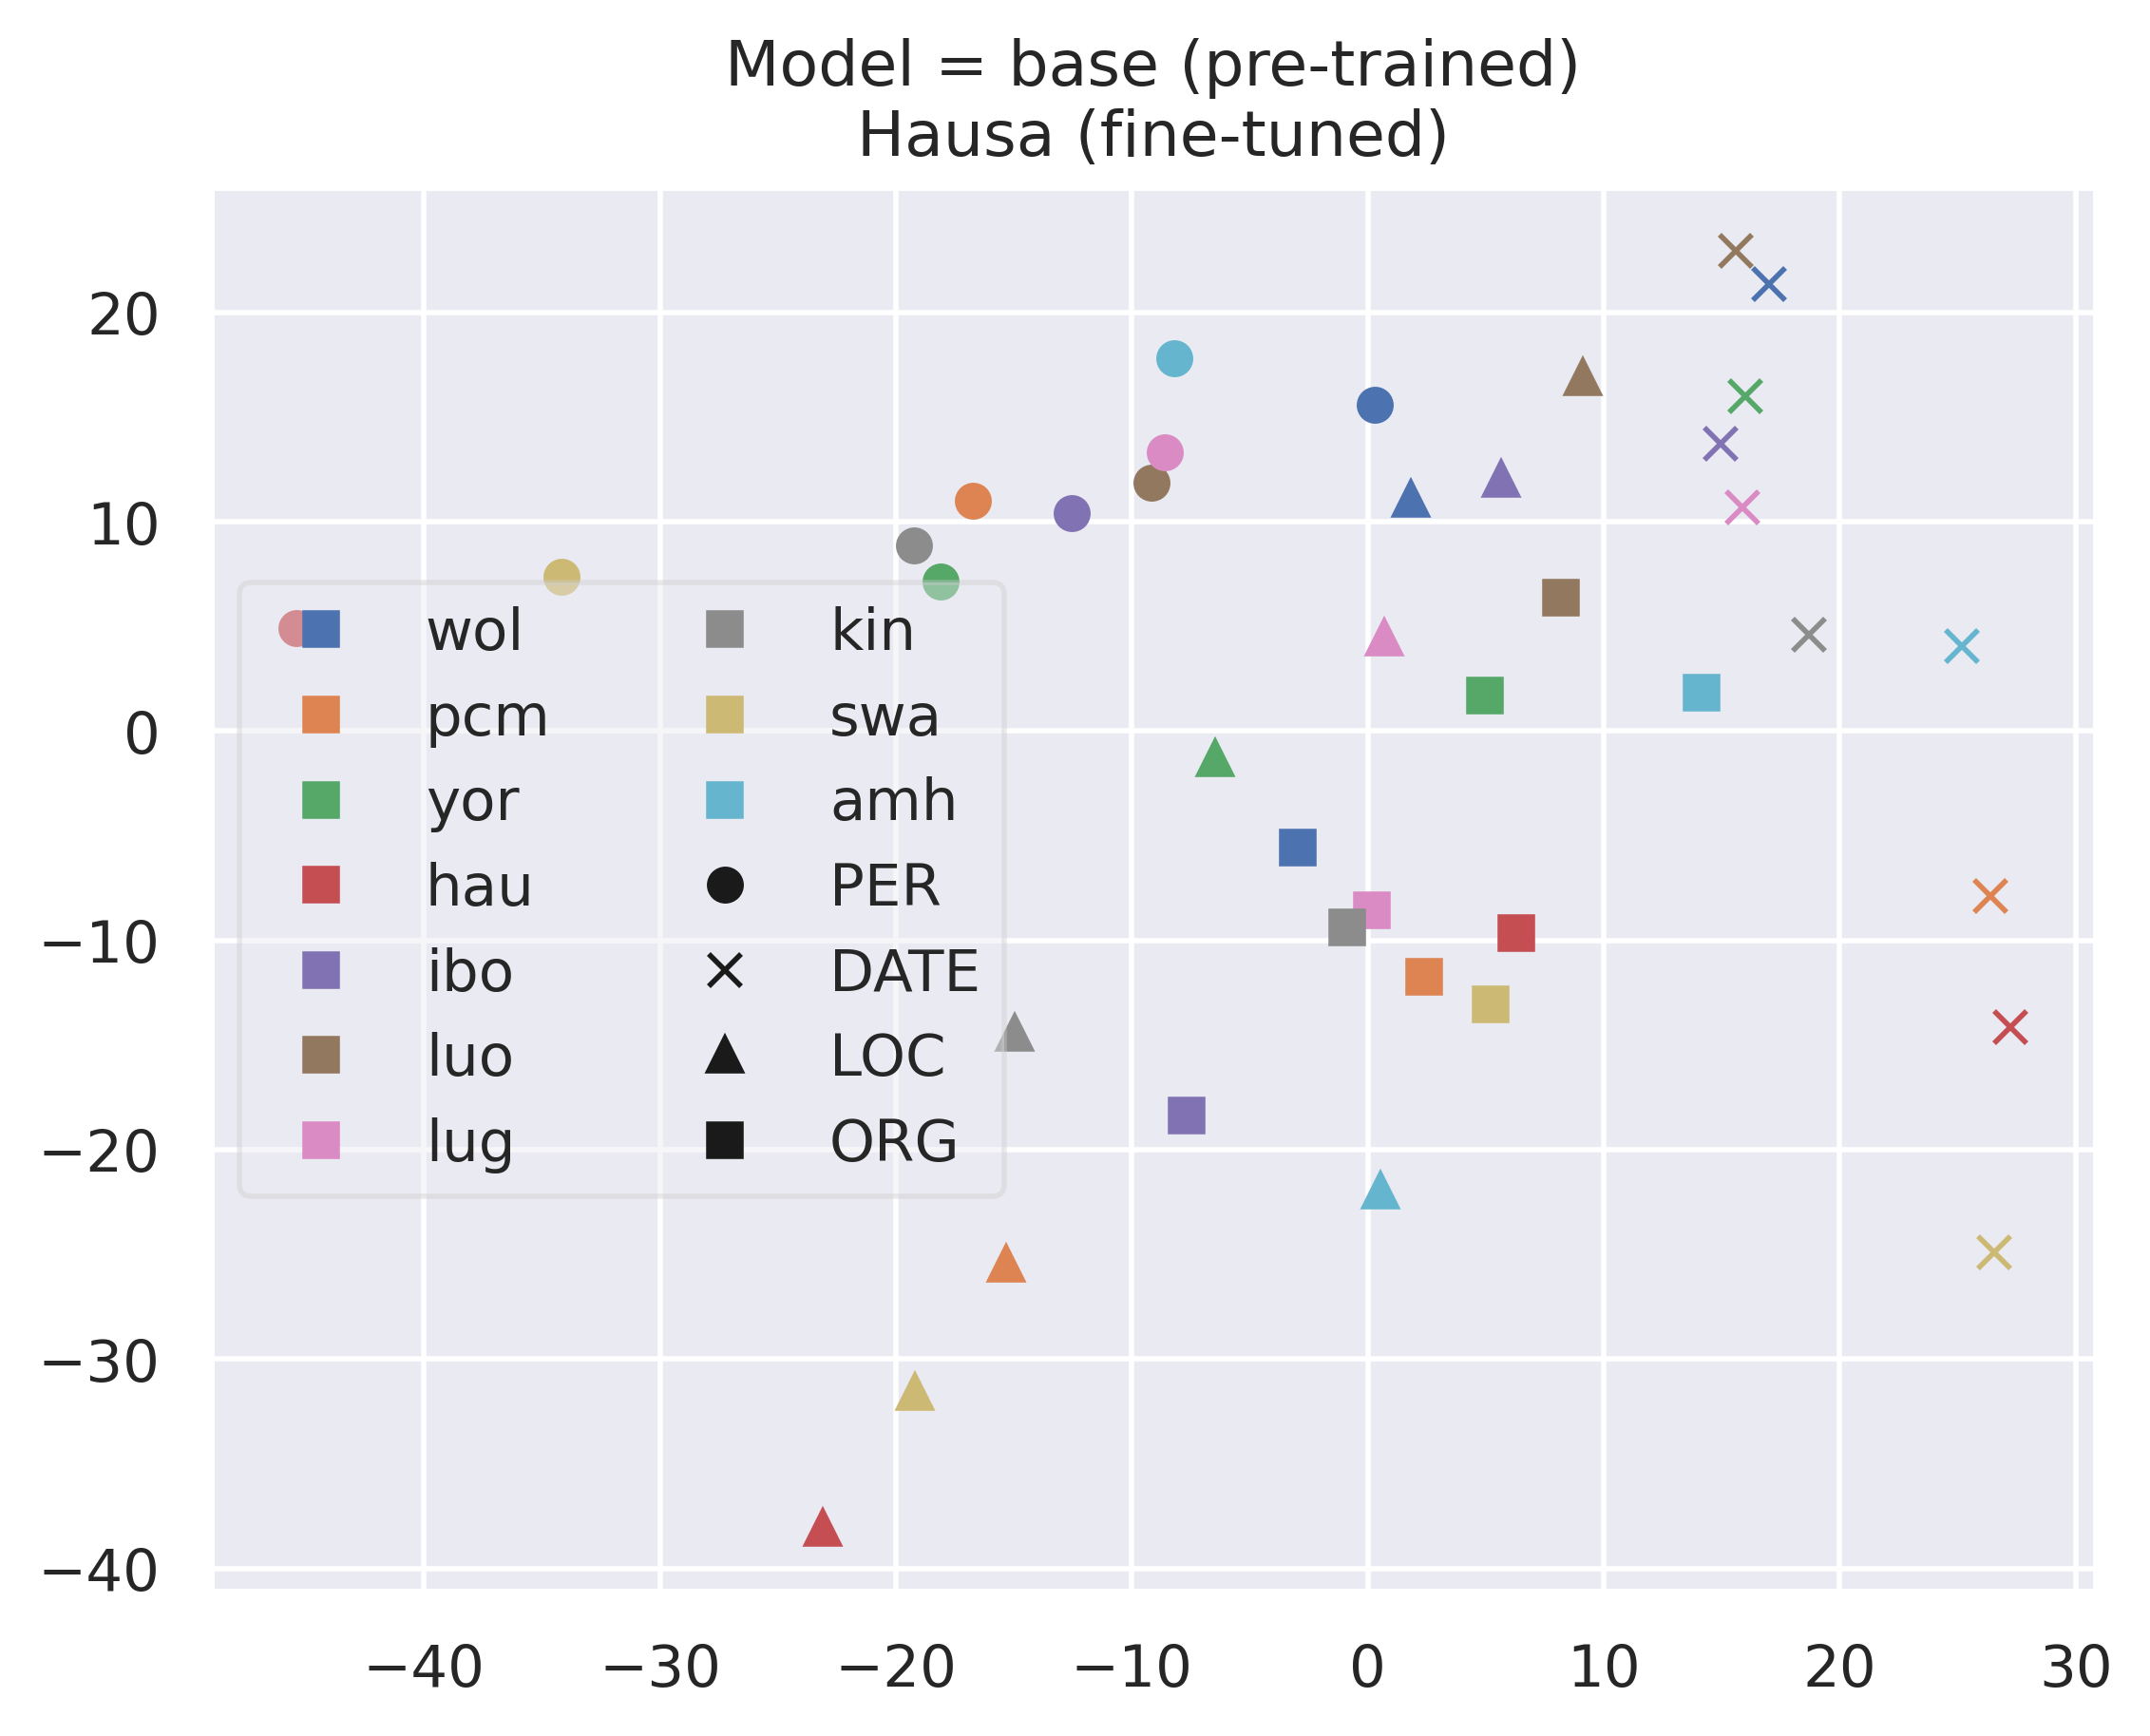 Model = base (pre-trained)
Hausa (fine-tuned)
20
10
0
−10
−20
−30
−40
wol
pcm
yor
hau
ibo
luo
lug
kin
swa
amh
PER
DATE
LOC
ORG
−40 −30 −20 −10 0 10 20 30